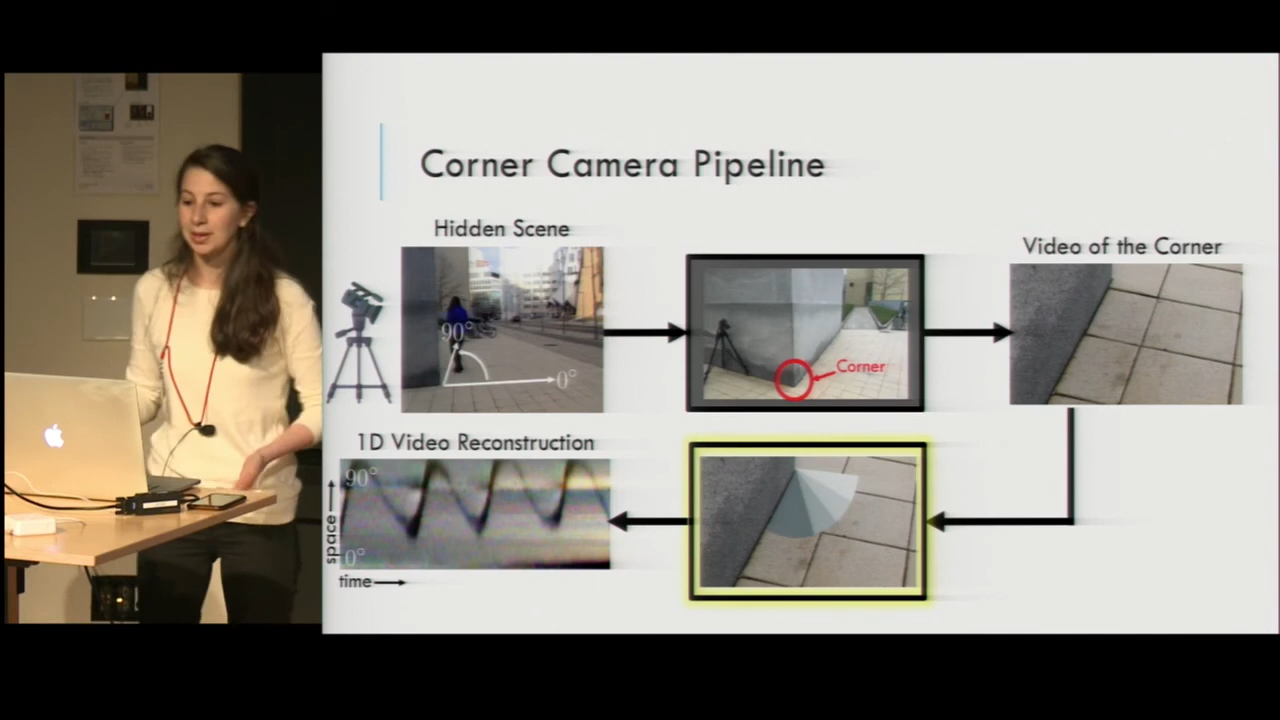 Corner Camera Pipeline
Hidden Scene
90°
0°
Corner
Video of the Corner
1D Video Reconstruction
90°
0°
space
time